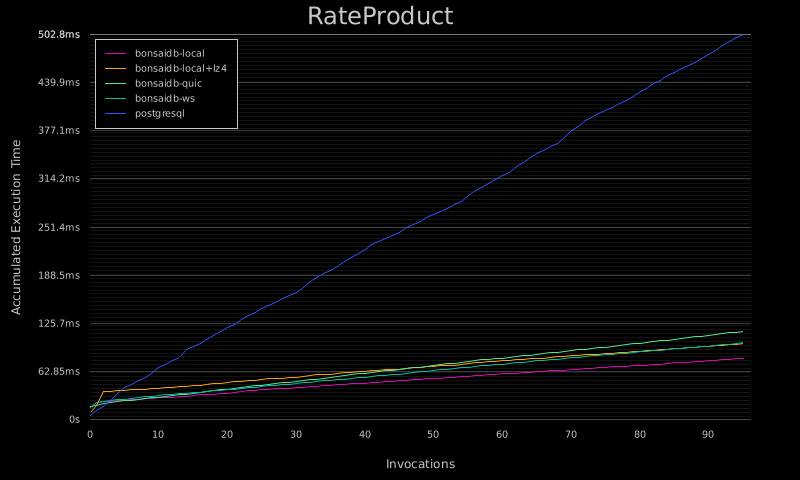 RateProduct
502.8ms
439.9ms
377.1ms
314.2ms
251.4ms
188.5ms
125.7ms
62.85ms
0s
Accumulated Execution Time
bonsaidb-local
bonsaidb-local+lz4
bonsaidb-quic
bonsaidb-ws
postgresql
0 10 20 30 40 50 60 70 80 90
Invocations